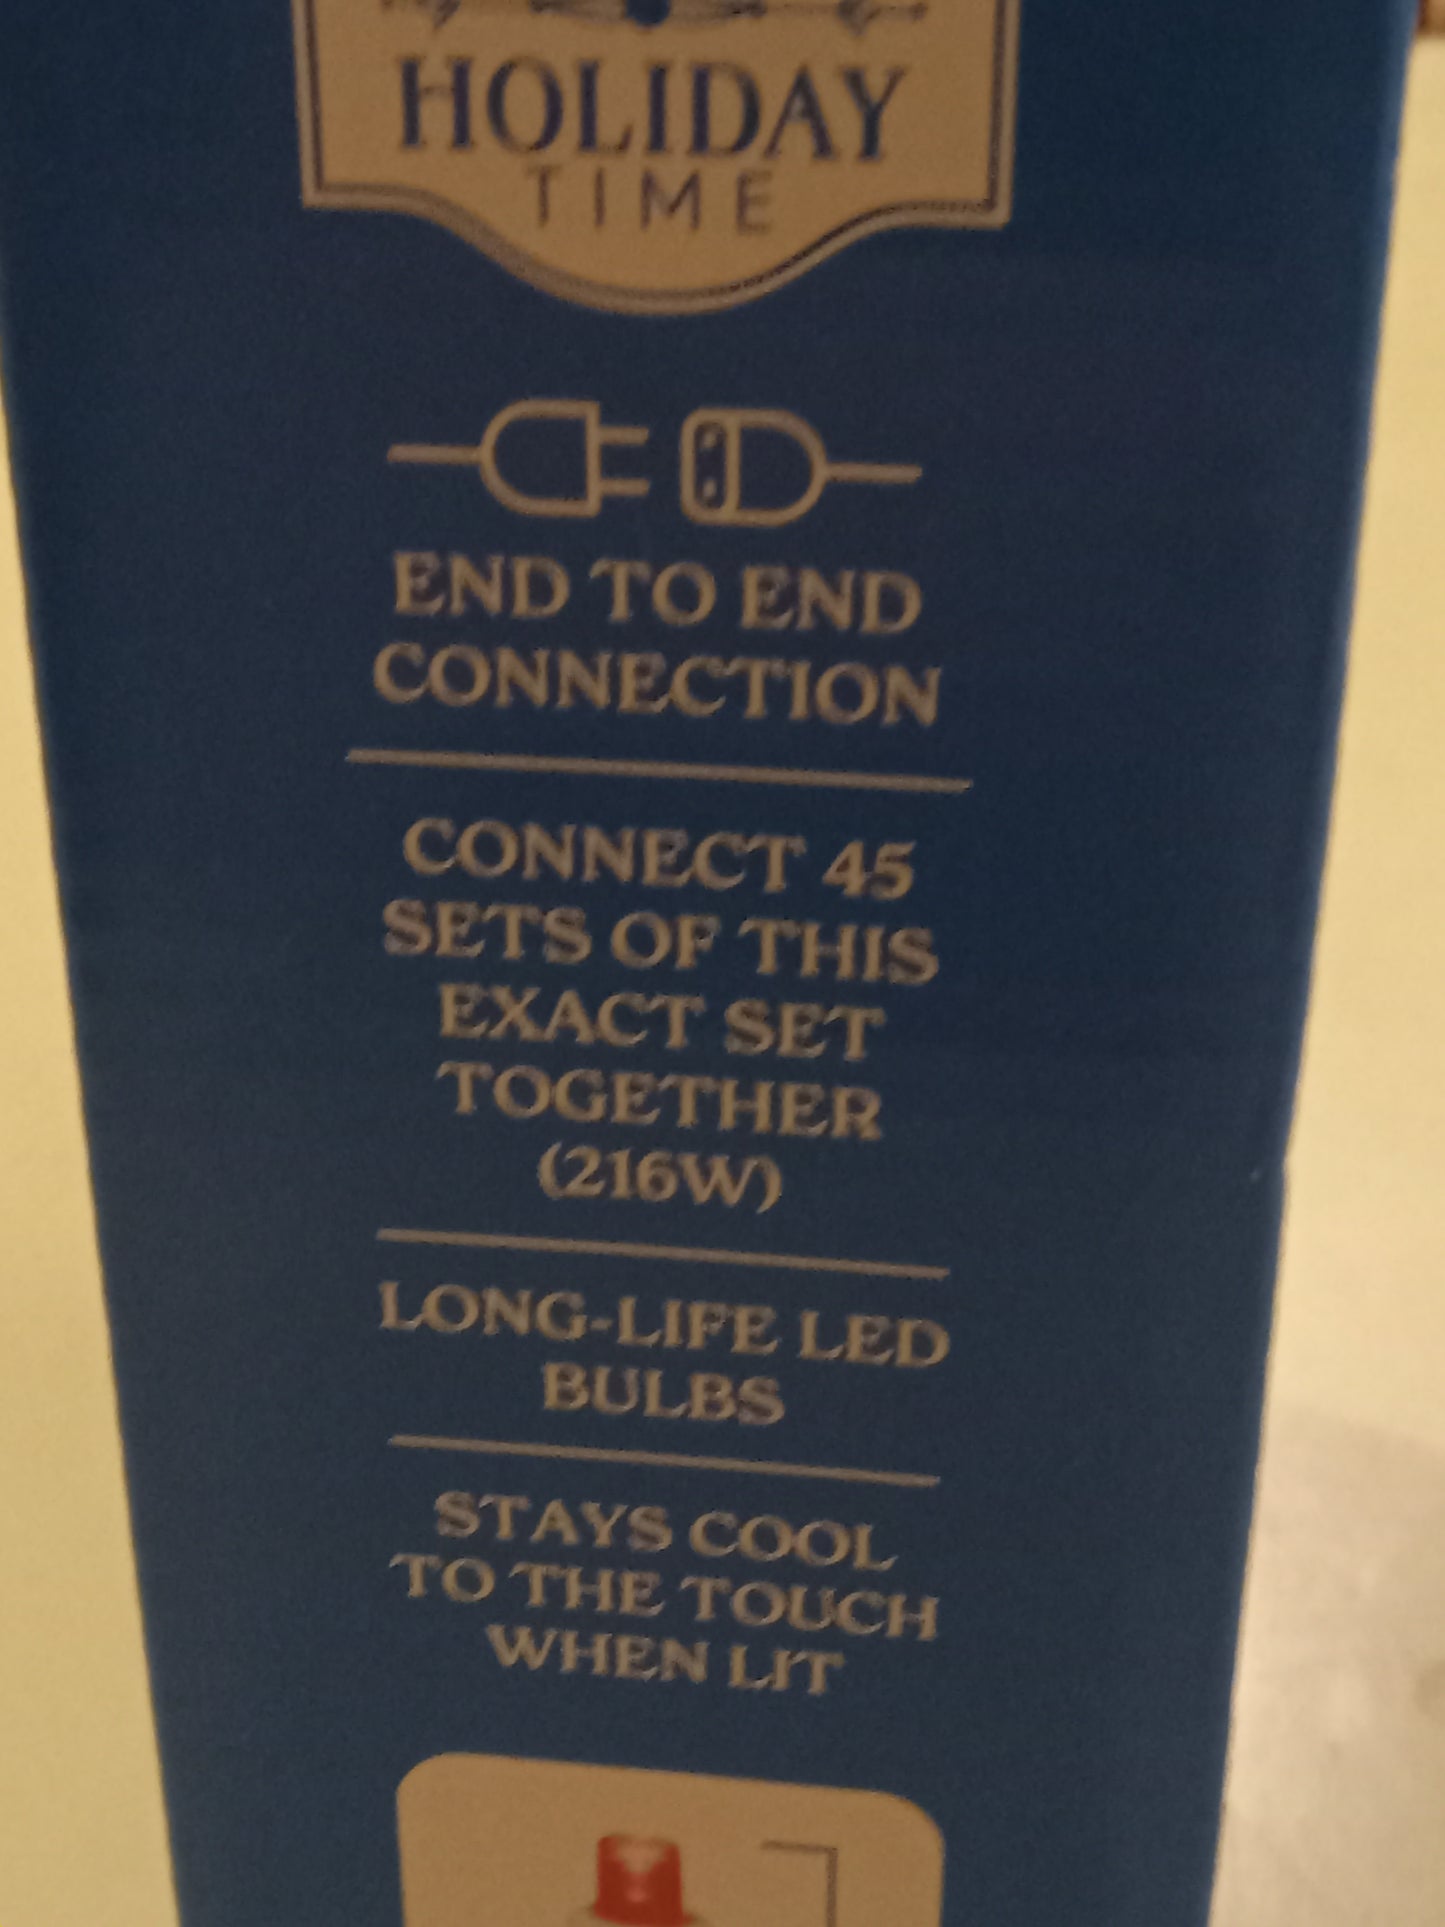 HOLIDAY
TIME
END TO END
CONNECTION
CONNECT 45
SETS OF THIS
EXACT SET
TOGETHER
(216W)
LONG-LIFE LED
BULBS
STAYS COOL
TO THE TOUCH
WHEN LIT